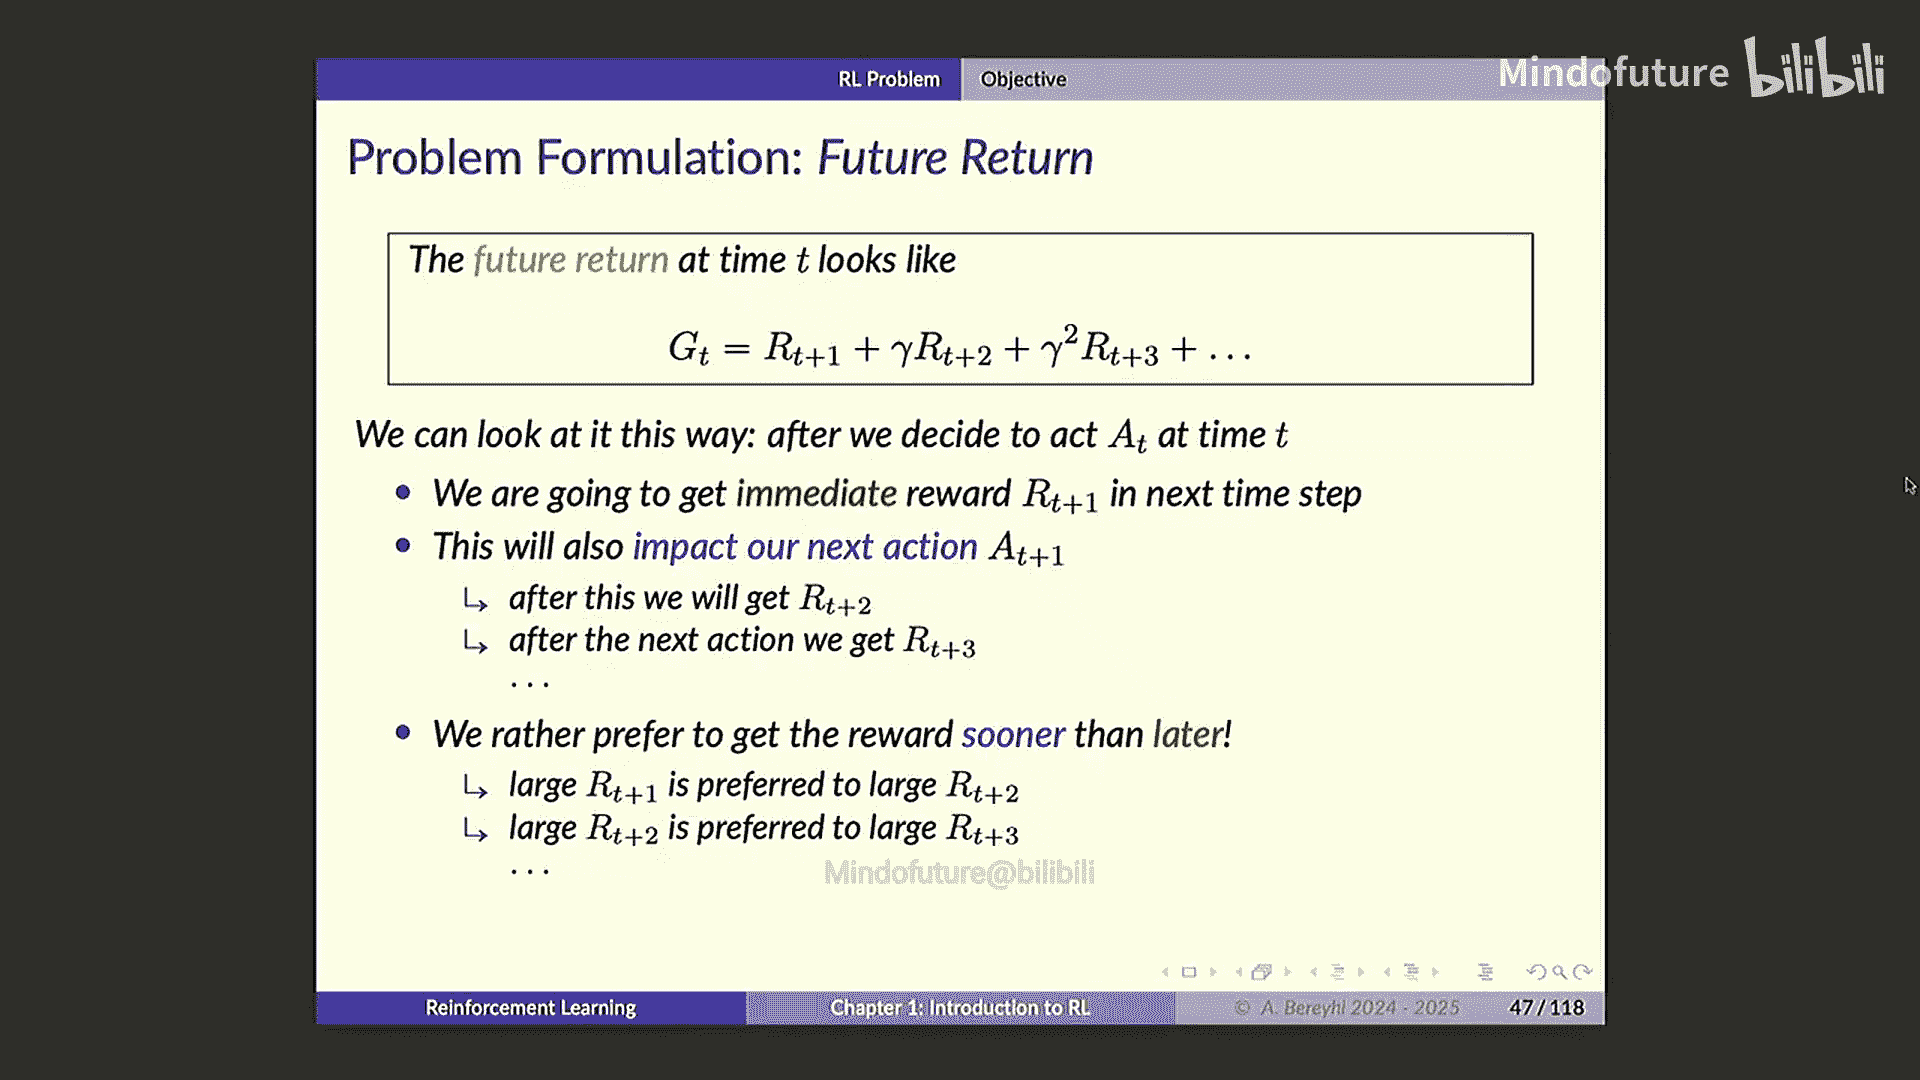 RL Problem Objective
Mindofuture bilibili
Problem Formulation: Future Return
The future return at time t looks like
G_t = R_{t+1} + γR_{t+2} + γ^2 R_{t+3} + ...
We can look at it this way: after we decide to act A_t at time t
• We are going to get immediate reward R_{t+1} in next time step
• This will also impact our next action A_{t+1}
↳ after this we will get R_{t+2}
↳ after the next action we get R_{t+3}
...
• We rather prefer to get the reward sooner than later!
↳ large R_{t+1} is preferred to large R_{t+2}
↳ large R_{t+2} is preferred to large R_{t+3}
...
Mindofuture@bilibili
Reinforcement Learning Chapter 1: Introduction to RL © A. Bereyhi 2024 - 2025 47 / 118